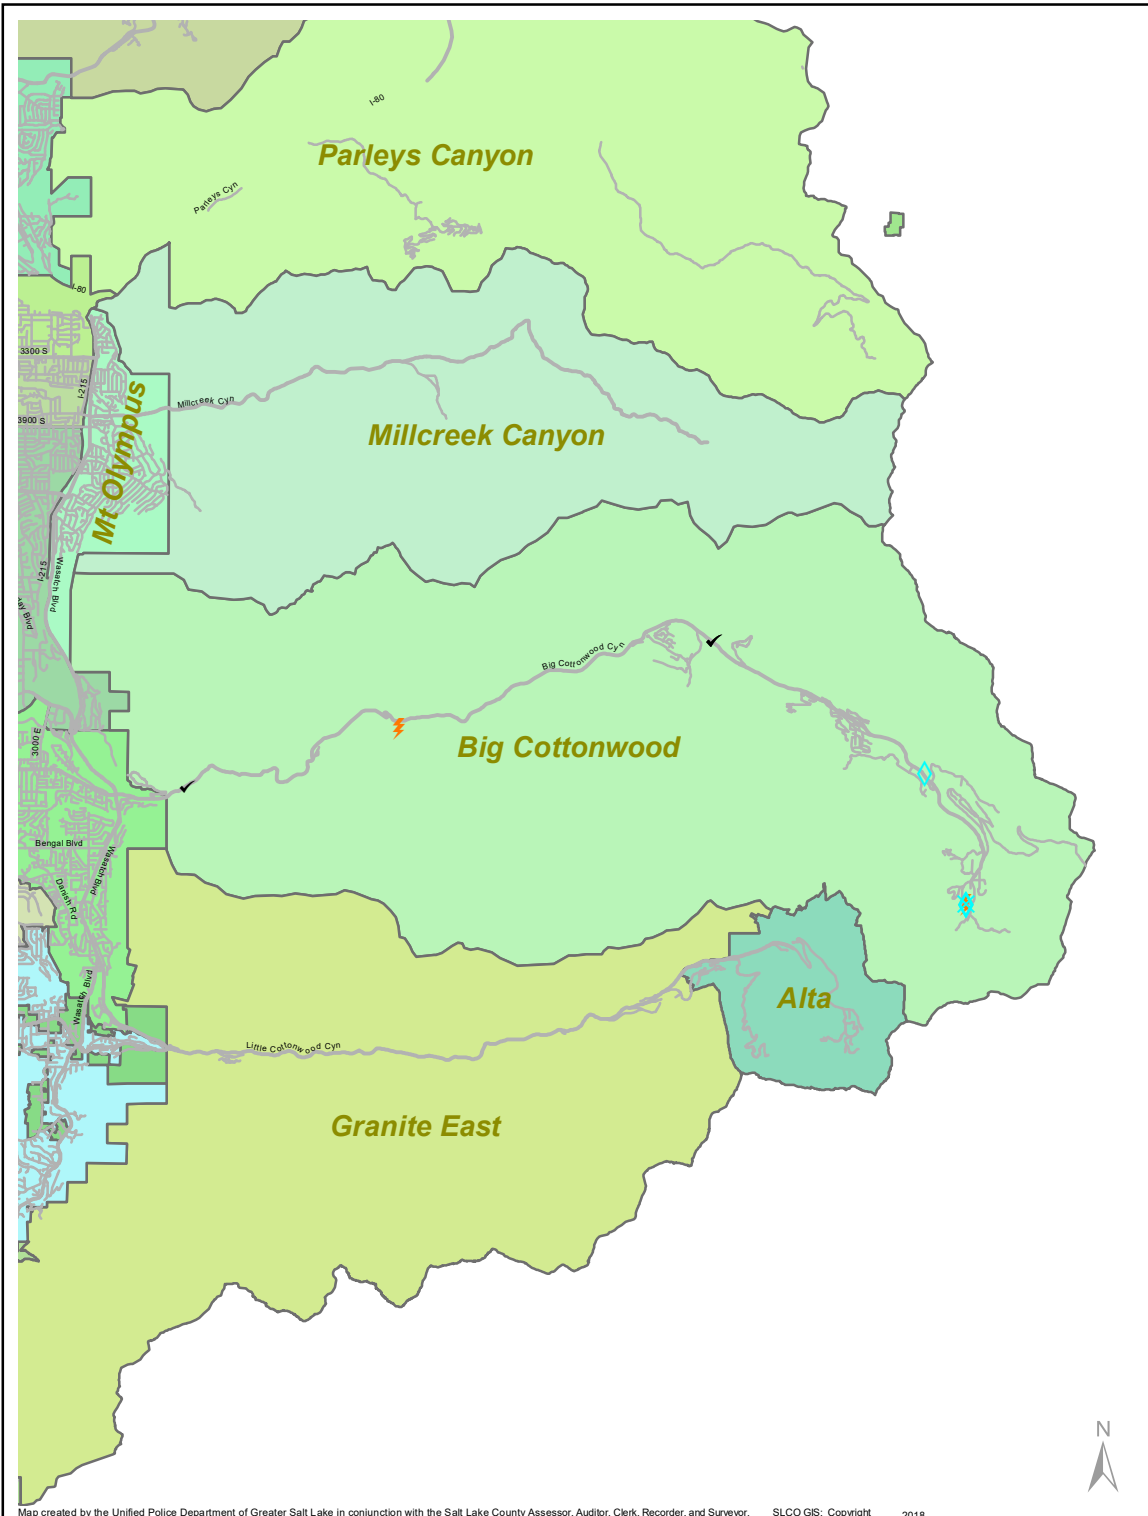 I-80
Parleys Canyon
Parleys Cyn
I-80
3300 S
I-215
Millcreek Cyn
3900 S
Mt Olympus
Millcreek Canyon
I-215
Wasatch Blvd
Blvd
Big Cottonwood Cyn
3000 E
Big Cottonwood
Bengal Blvd
Wasatch Blvd
Danish Rd
Wasatch Blvd
Alta
Little Cottonwood Cyn
Granite East
N
Map created by the Unified Police Department of Greater Salt Lake in conjunction with the Salt Lake County Assessor, Auditor, Clerk, Recorder, and Surveyor. SLCO GIS: Copyright 2018